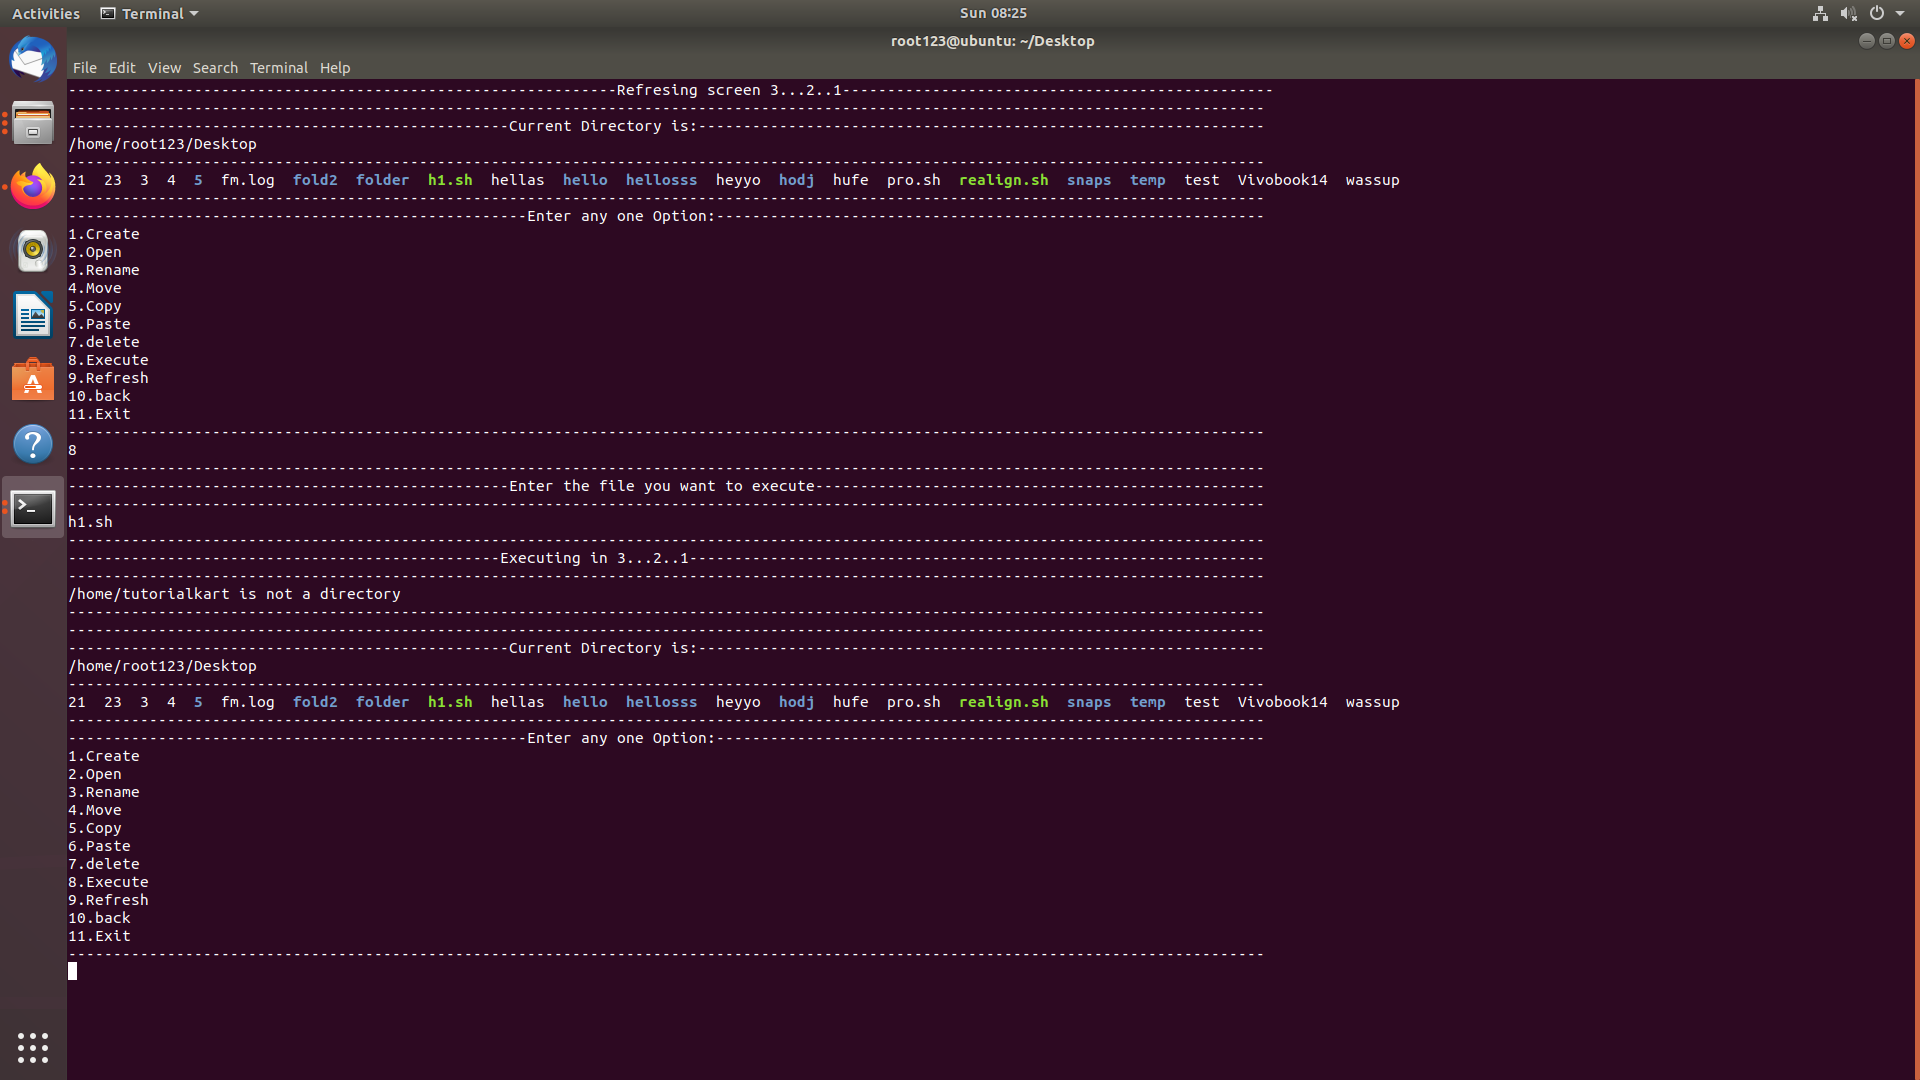 Activities Terminal Sun 08:25
root123@ubuntu: ~/Desktop
File Edit View Search Terminal Help
-------------------------------------------------------------Refresing screen 3...2..1------------------------------------------------
-------------------------------------------------------------------------------------------------------------------------------------
-------------------------------------------------Current Directory is:---------------------------------------------------------------
/home/root123/Desktop
-------------------------------------------------------------------------------------------------------------------------------------
21 23 3 4 5 fm.log fold2 folder h1.sh hellas hello hellosss heyyo hodj hufe pro.sh realign.sh snaps temp test Vivobook14 wassup
-------------------------------------------------------------------------------------------------------------------------------------
---------------------------------------------------Enter any one Option:-------------------------------------------------------------
1.Create
2.Open
3.Rename
4.Move
5.Copy
6.Paste
7.delete
8.Execute
9.Refresh
10.back
11.Exit
-------------------------------------------------------------------------------------------------------------------------------------
8
-------------------------------------------------------------------------------------------------------------------------------------
-------------------------------------------------Enter the file you want to execute--------------------------------------------------
-------------------------------------------------------------------------------------------------------------------------------------
h1.sh
-------------------------------------------------------------------------------------------------------------------------------------
------------------------------------------------Executing in 3...2..1----------------------------------------------------------------
-------------------------------------------------------------------------------------------------------------------------------------
/home/tutorialkart is not a directory
-------------------------------------------------------------------------------------------------------------------------------------
-------------------------------------------------------------------------------------------------------------------------------------
-------------------------------------------------Current Directory is:---------------------------------------------------------------
/home/root123/Desktop
-------------------------------------------------------------------------------------------------------------------------------------
21 23 3 4 5 fm.log fold2 folder h1.sh hellas hello hellosss heyyo hodj hufe pro.sh realign.sh snaps temp test Vivobook14 wassup
-------------------------------------------------------------------------------------------------------------------------------------
---------------------------------------------------Enter any one Option:-------------------------------------------------------------
1.Create
2.Open
3.Rename
4.Move
5.Copy
6.Paste
7.delete
8.Execute
9.Refresh
10.back
11.Exit
-------------------------------------------------------------------------------------------------------------------------------------